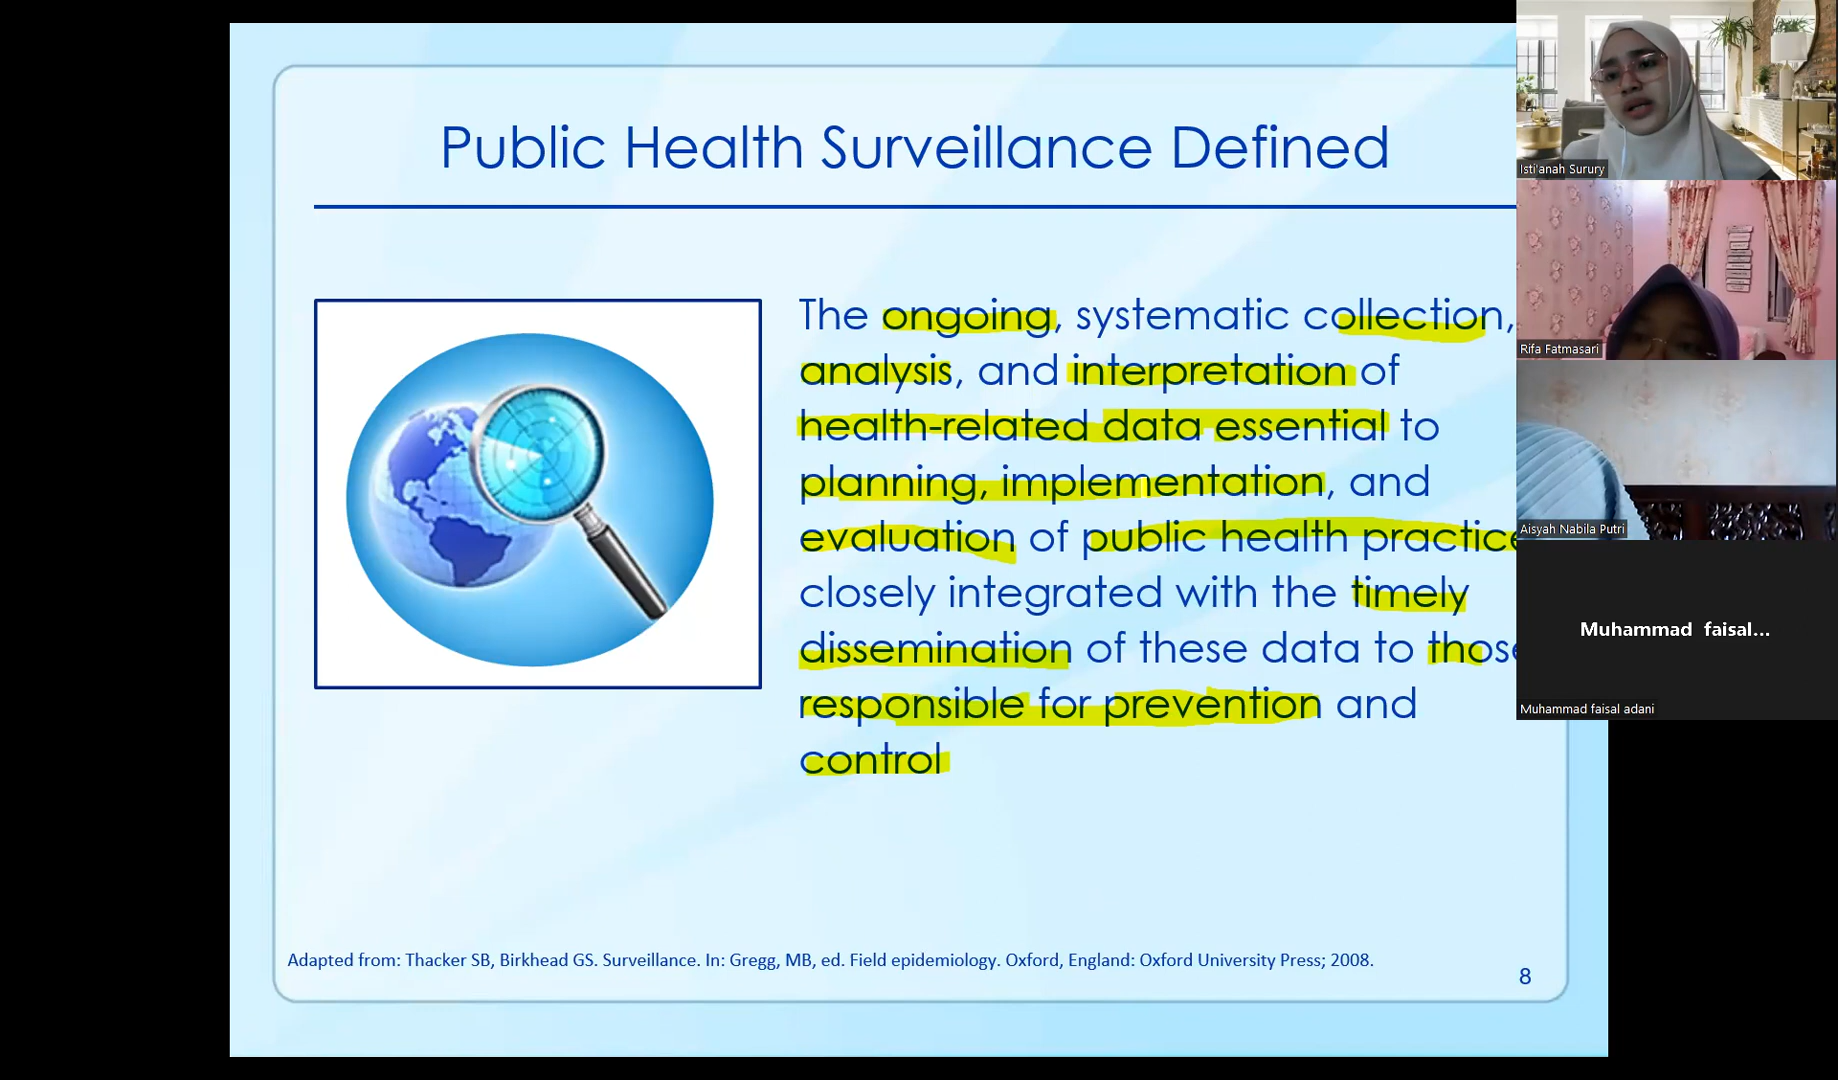 Public Health Surveillance Defined
The ongoing, systematic collection,
analysis, and interpretation of
health-related data essential to
planning, implementation, and
evaluation of public health practice
closely integrated with the timely
dissemination of these data to those
responsible for prevention and
control
Adapted from: Thacker SB, Birkhead GS. Surveillance. In: Gregg, MB, ed. Field epidemiology. Oxford, England: Oxford University Press; 2008.
8
Isti'anah Surury
Rifa Fatmasari
Aisyah Nabila Putri
Muhammad faisal...
Muhammad faisal adani